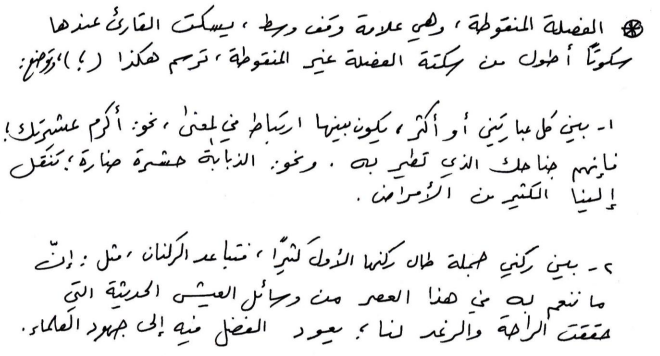 الفصلة المنقوطة، وهي علامة وقف وسط، يسكت القارئ عندها
سكوتًا أطول من سكتة الفصلة غير المنقوطة، ترسم هكذا (؛)، وتوضع:
١- بين كل عبارتين أو أكثر، يكون بينها ارتباط في المعنى، نحو: أكرم عشيرتك؛
فإنهم جناحك الذي تطير به. ونحو: الذبابة حشرة ضارة؛ تنقل
إلينا الكثير من الأمراض.
٢- بين ركني جملة طال ركنها الأول كثيرًا، فتباعد الركنان، مثل: إنّ
ما ننعم به في هذا العصر من وسائل العيش الحديثة التي
حققت الراحة والرغد لنا؛ يعود الفضل فيه إلى جهود العلماء.